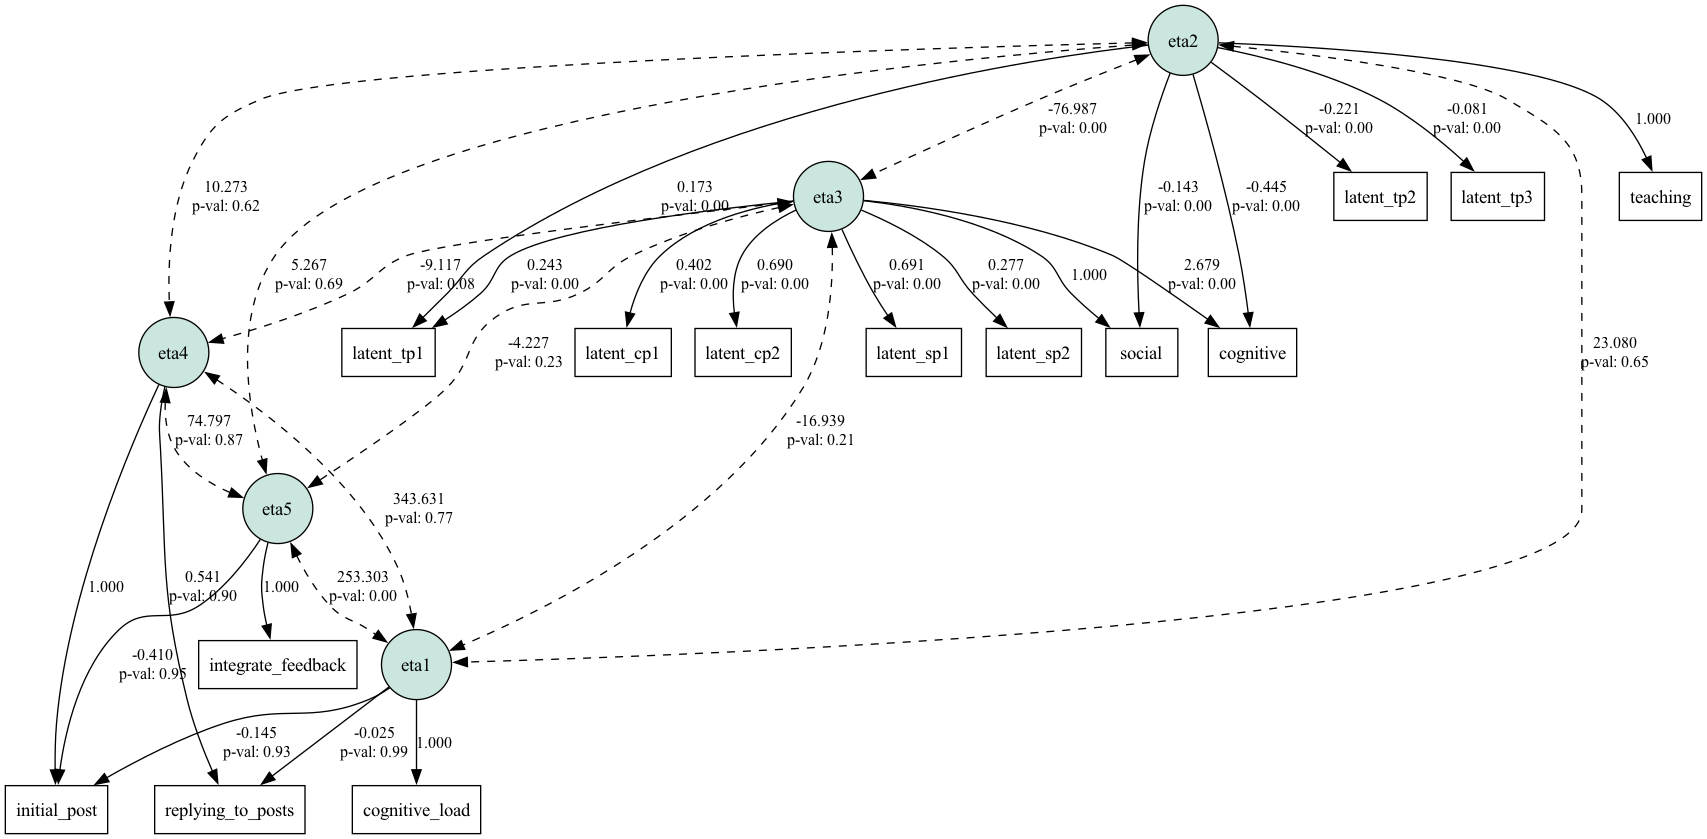 eta2
-76.987
p-val: 0.00
-0.221
p-val: 0.00
-0.081
p-val: 0.00
1.000
10.273
p-val: 0.62
0.173
p-val: 0.00
eta3
-0.143
p-val: 0.00
-0.445
p-val: 0.00
latent_tp2
latent_tp3
teaching
5.267
p-val: 0.69
-9.117
p-val: 0.08
0.243
p-val: 0.00
0.402
p-val: 0.00
0.690
p-val: 0.00
0.691
p-val: 0.00
0.277
p-val: 0.00
1.000
2.679
p-val: 0.00
eta4
latent_tp1
-4.227
p-val: 0.23
latent_cp1
latent_cp2
latent_sp1
latent_sp2
social
cognitive
23.080
p-val: 0.65
74.797
p-val: 0.87
-16.939
p-val: 0.21
eta5
343.631
p-val: 0.77
1.000
0.541
p-val: 0.90
1.000
253.303
p-val: 0.00
-0.410
p-val: 0.95
integrate_feedback
eta1
-0.145
p-val: 0.93
-0.025
p-val: 0.99
1.000
initial_post
replying_to_posts
cognitive_load